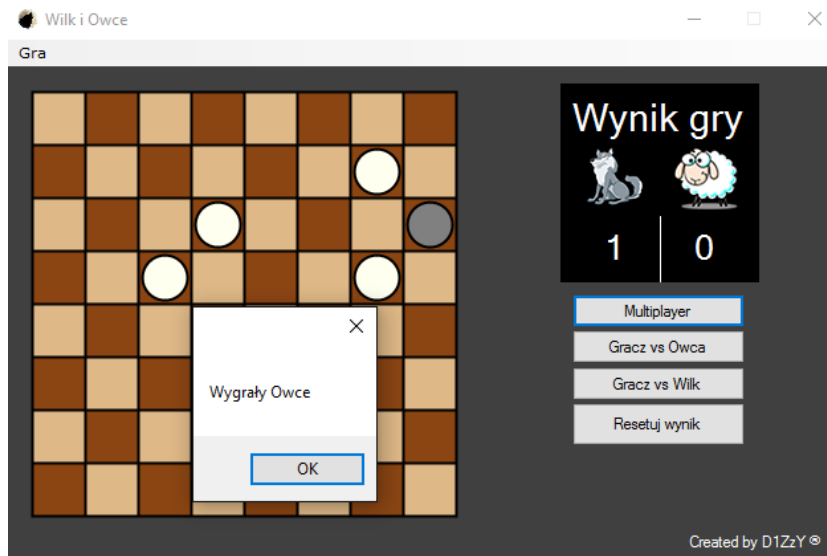 Wilk i Owce
Gra
Wynik gry
1 0
Multiplayer
Gracz vs Owca
Gracz vs Wilk
Resetuj wynik
Wygrały Owce
OK
Created by D1ZzY ®